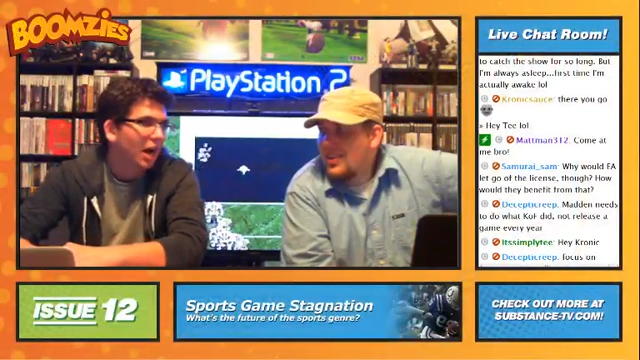 BOOMZIES
PlayStation 2
Live Chat Room!
to catch the show for so long. But
I'm always asleep...first time I'm
actually awake lol
Kronicsauce: there you
go
» Hey Tee lol
Mattman312. Come at
me bro!
Samurai_sam: Why would EA
let go of the license, though? How
would they benefit from that?
Decepticreep. Madden needs
to do what KoF did, not release a
game every year
Itssimplytee: Hey Kronic
Decepticreep. focus on
ISSUE 12
Sports Game Stagnation
What's the future of the sports genre?
CHECK OUT MORE AT
SUBSTANCE-TV.COM!